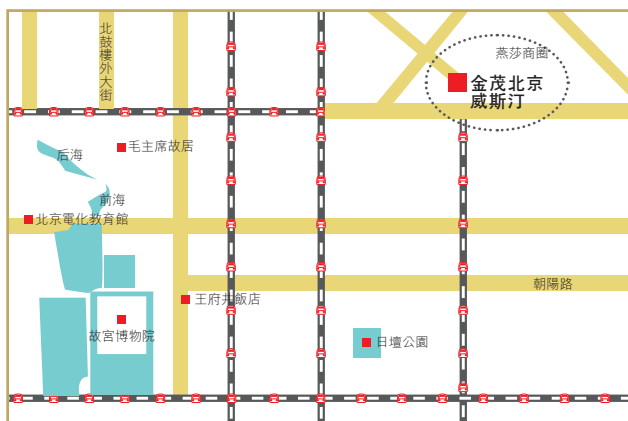 北鼓樓外大街
燕莎商圈
金茂北京
威斯汀
毛主席故居
后海
前海
北京電化教育館
朝陽路
王府井飯店
故宮博物院
日壇公園